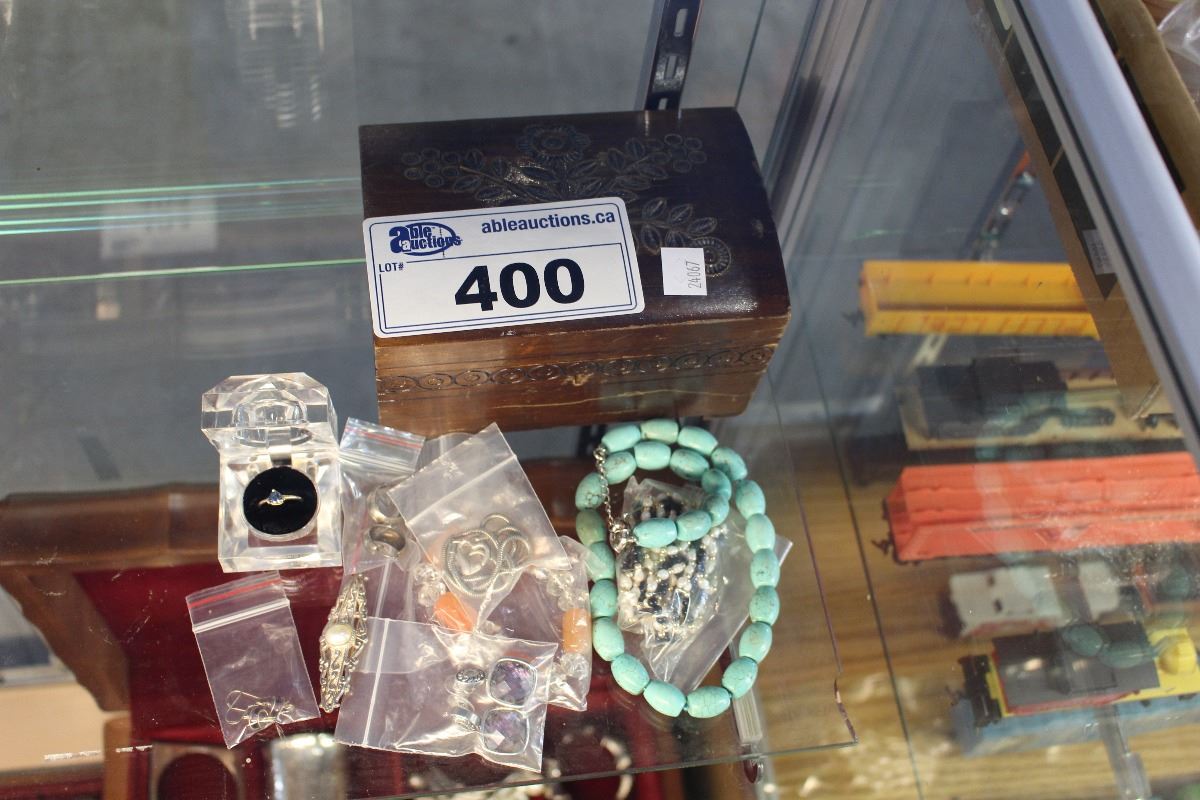 able auctions
ableauctions.ca
LOT#
400
24067